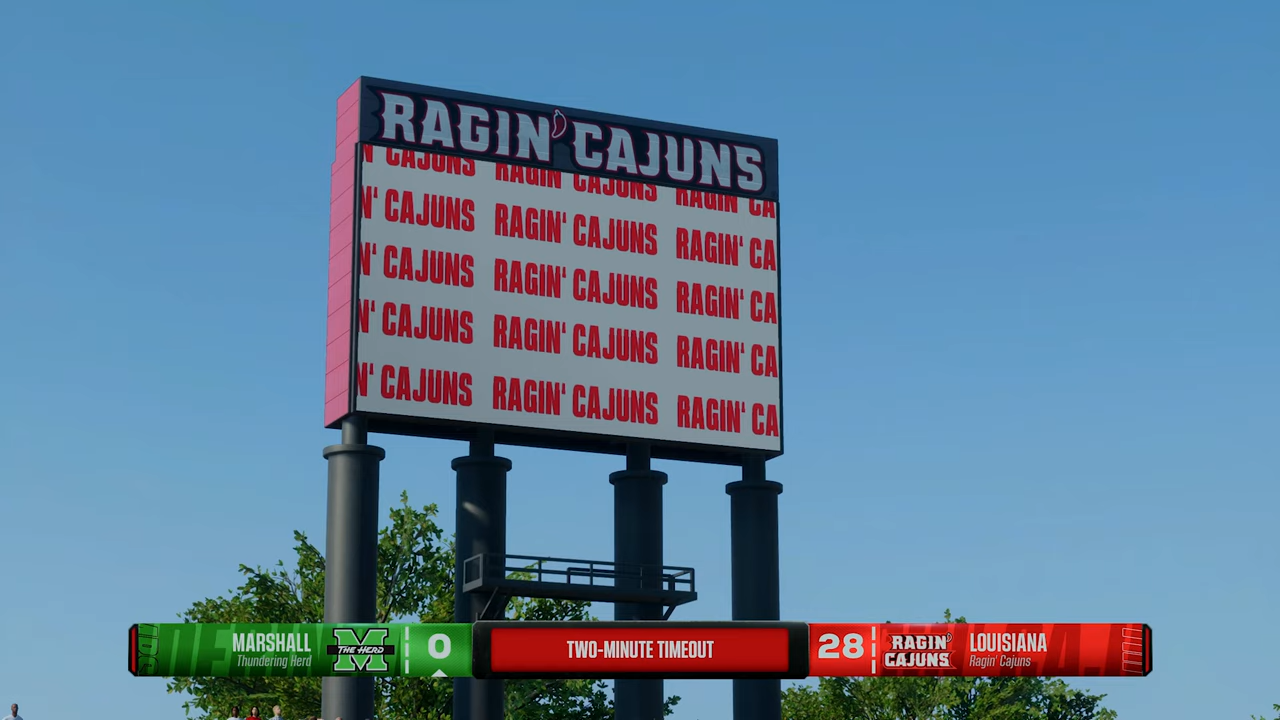 RAGIN' CAJUNS
N' CAJUNS RAGIN' CAJUNS RAGIN' CA
N' CAJUNS RAGIN' CAJUNS RAGIN' CA
N' CAJUNS RAGIN' CAJUNS RAGIN' CA
N' CAJUNS RAGIN' CAJUNS RAGIN' CA
N' CAJUNS RAGIN' CAJUNS RAGIN' CA
MARSHALL
Thundering Herd
M
THE HERD
0
TWO-MINUTE TIMEOUT
28
RAGIN'
CAJUNS
LOUISIANA
Ragin' Cajuns